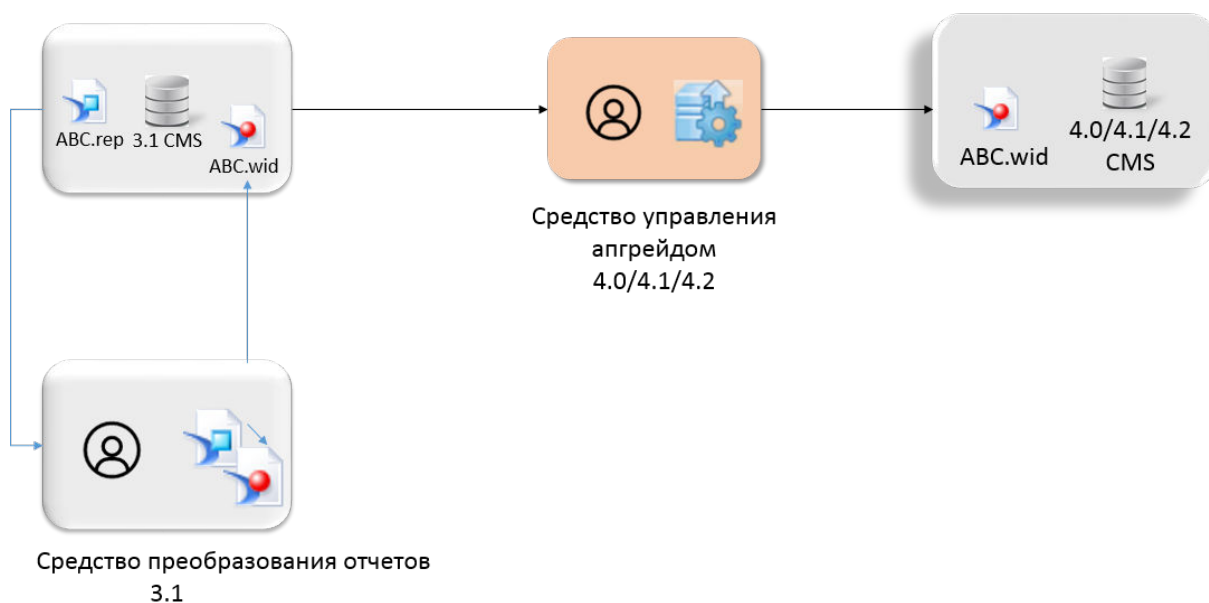 ABC.rep
3.1 CMS
ABC.wid
Средство управления
апгрейдом
4.0/4.1/4.2
ABC.wid
4.0/4.1/4.2
CMS
Средство преобразования отчетов
3.1